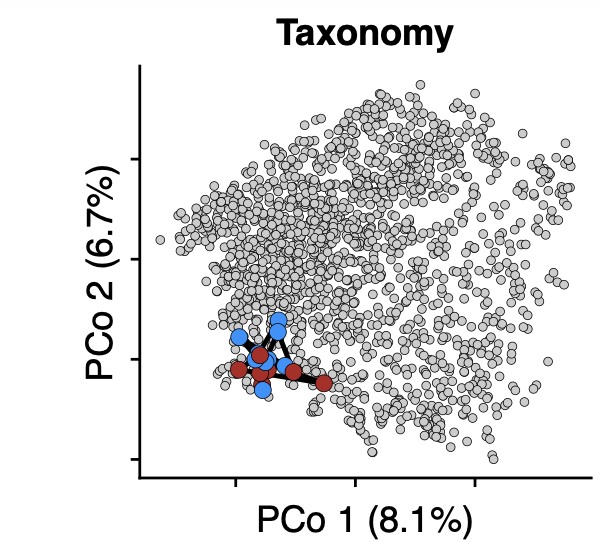 Taxonomy
PCo 2 (6.7%)
PCo 1 (8.1%)